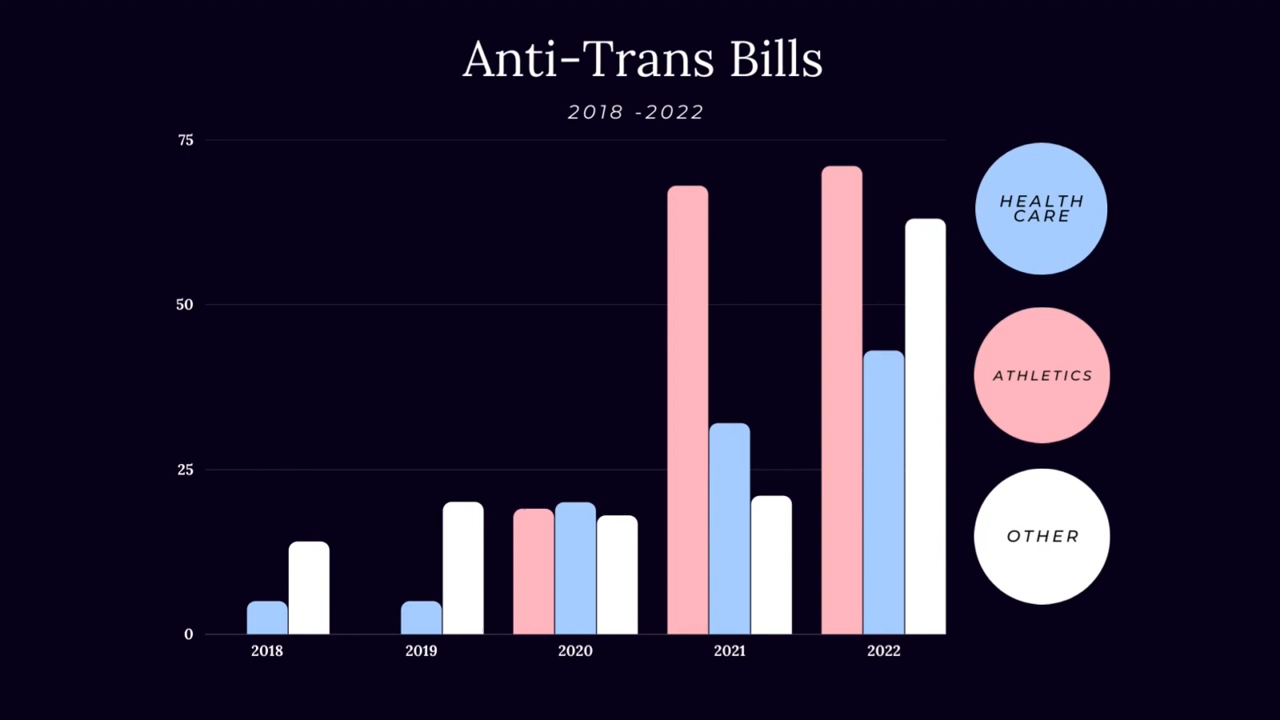 Anti-Trans Bills
2018 -2022
75
50
25
0
2018 2019 2020 2021 2022
HEALTH
CARE
ATHLETICS
OTHER